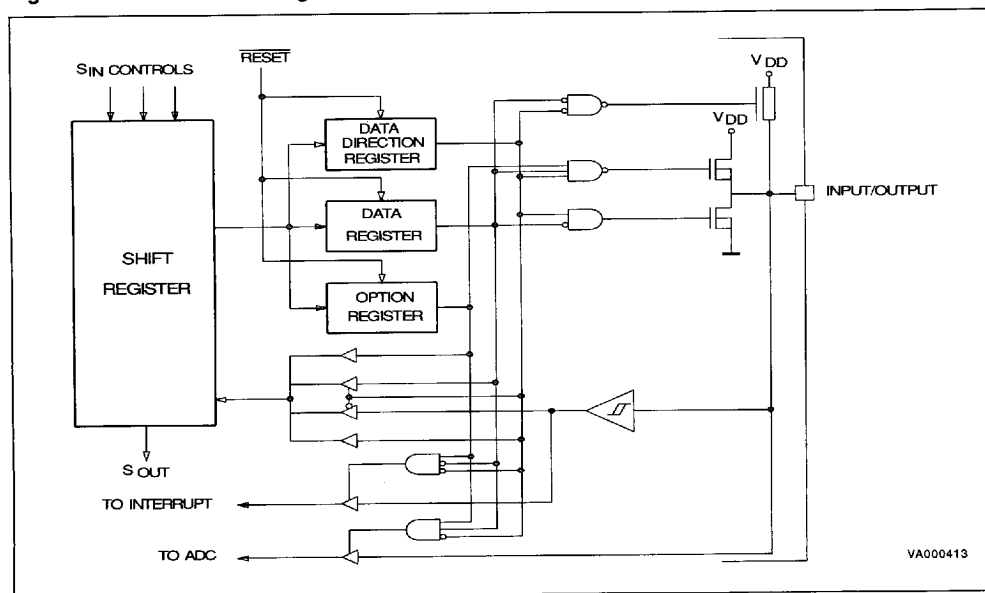 RESET
SIN CONTROLS
VDD
DATA
DIRECTION
REGISTER
VDD
DATA
REGISTER
INPUT/OUTPUT
SHIFT
REGISTER
OPTION
REGISTER
SOUT
TO INTERRUPT
TO ADC
VA000413